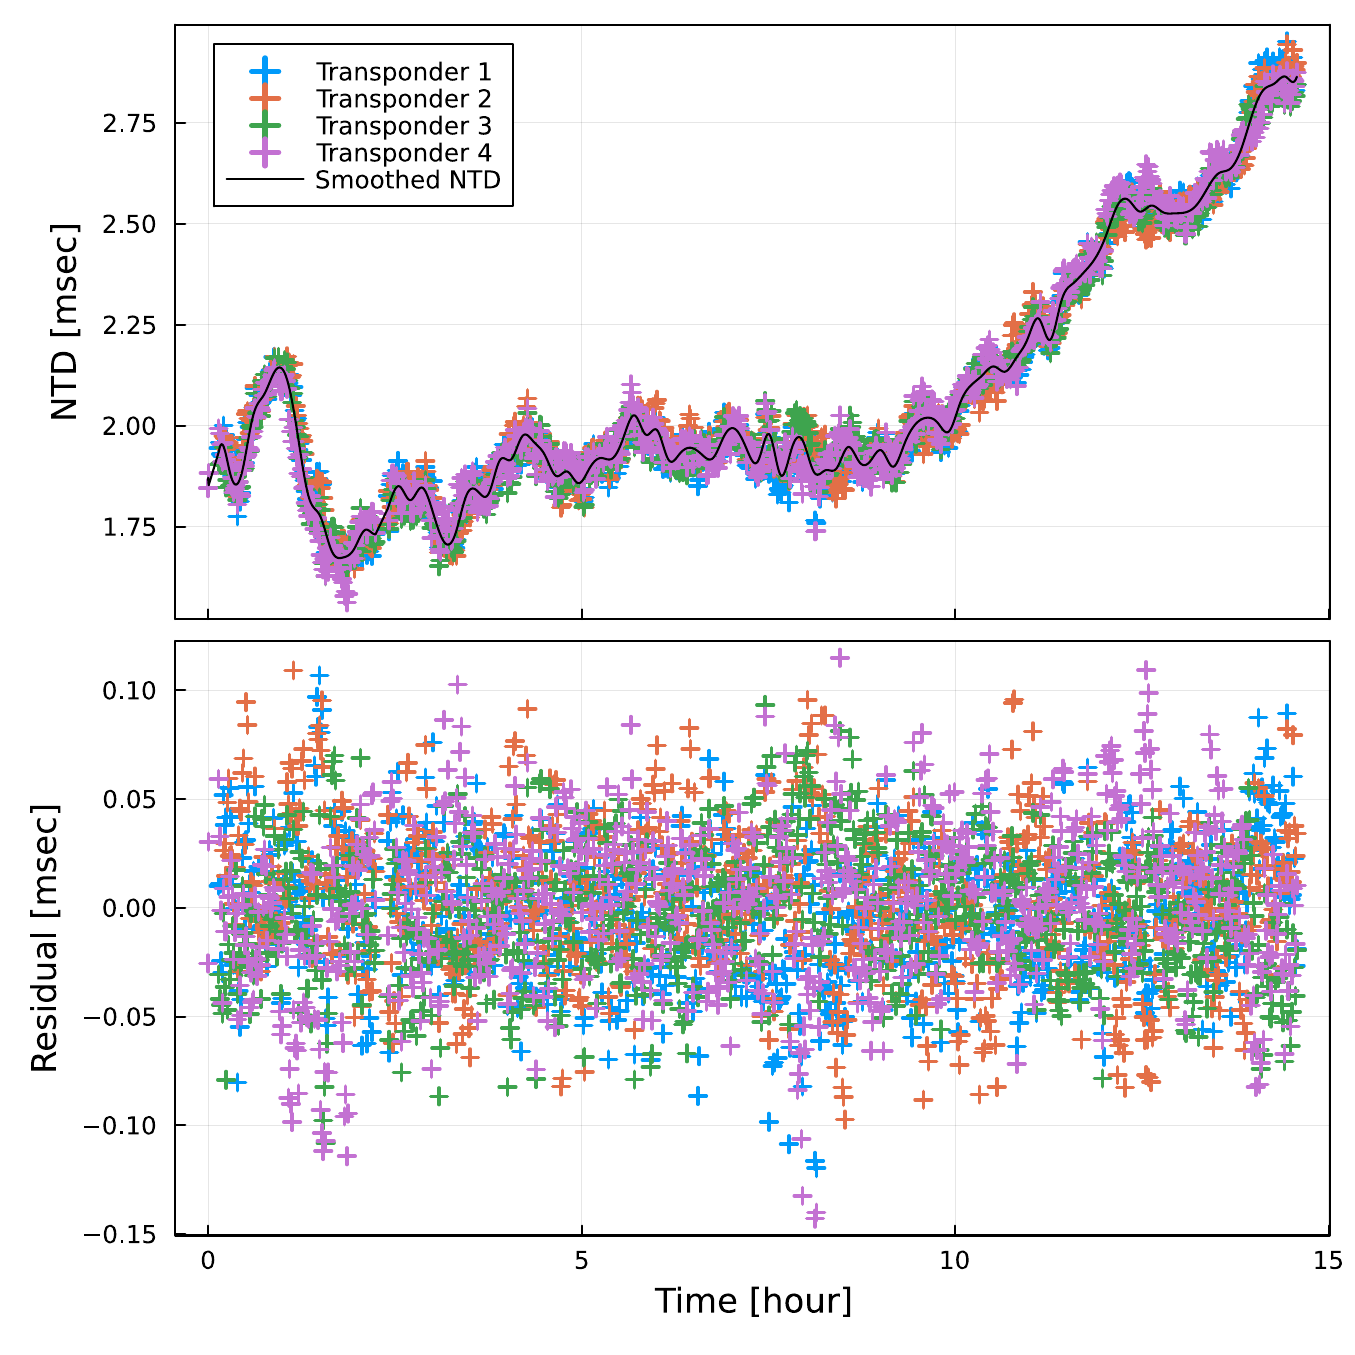 Transponder 1
Transponder 2
Transponder 3
Transponder 4
Smoothed NTD
NTD [msec]
2.75
2.50
2.25
2.00
1.75
Residual [msec]
0.10
0.05
0.00
−0.05
−0.10
−0.15
0 5 10 15
Time [hour]